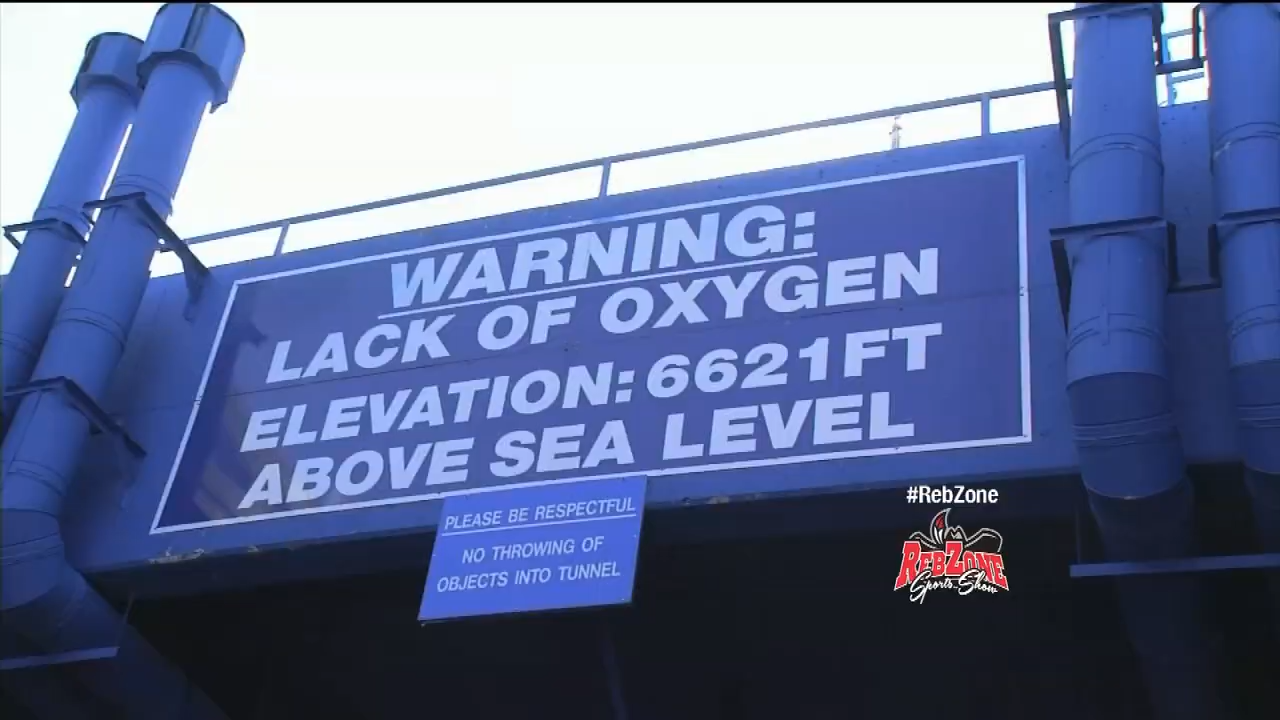 WARNING:
LACK OF OXYGEN
ELEVATION: 6621FT
ABOVE SEA LEVEL
PLEASE BE RESPECTFUL
NO THROWING OF
OBJECTS INTO TUNNEL
#RebZone
REBZONE
Sports Show